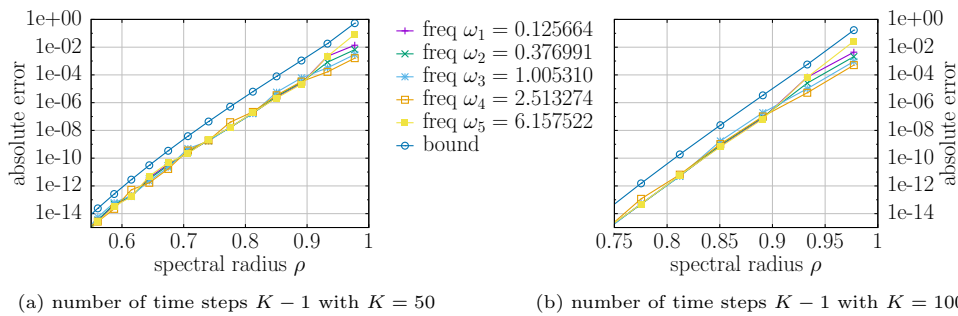 absolute error
1e+00
1e-02
1e-04
1e-06
1e-08
1e-10
1e-12
1e-14
0.6 0.7 0.8 0.9 1
spectral radius ρ
freq ω₁ = 0.125664
freq ω₂ = 0.376991
freq ω₃ = 1.005310
freq ω₄ = 2.513274
freq ω₅ = 6.157522
bound
1e+00
1e-02
1e-04
1e-06
1e-08
1e-10
1e-12
1e-14
absolute error
0.75 0.8 0.85 0.9 0.95 1
spectral radius ρ
(a) number of time steps K − 1 with K = 50
(b) number of time steps K − 1 with K = 100